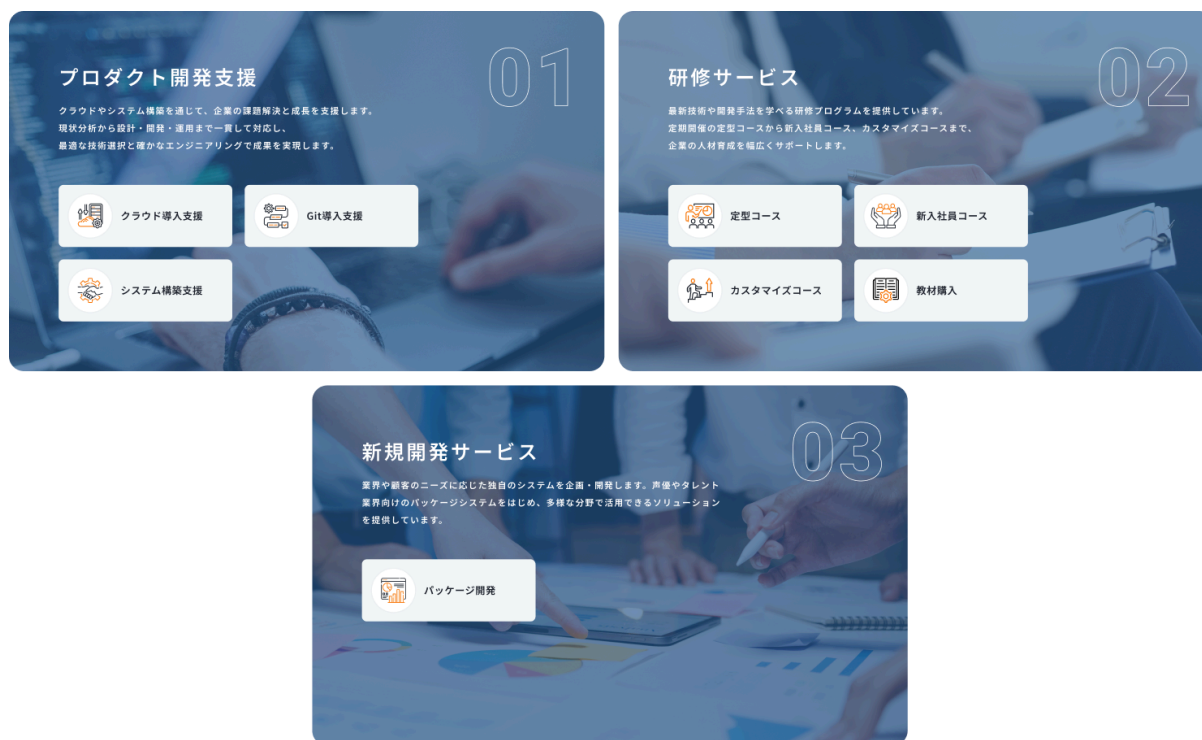 プロダクト開発支援
01
クラウドやシステム構築を通じて、企業の課題解決と成長を支援します。
現状分析から設計・開発・運用まで一貫して対応し、
最適な技術選択と確かなエンジニアリングで成果を実現します。
クラウド導入支援
Git導入支援
システム構築支援
研修サービス
02
最新技術や開発手法を学べる研修プログラムを提供しています。
定期開催の定型コースから新入社員コース、カスタマイズコースまで、
企業の人材育成を幅広くサポートします。
定型コース
新入社員コース
カスタマイズコース
教材購入
新規開発サービス
03
業界や顧客のニーズに応じた独自のシステムを企画・開発します。声優やタレント
業界向けのパッケージシステムをはじめ、多様な分野で活用できるソリューション
を提供しています。
パッケージ開発